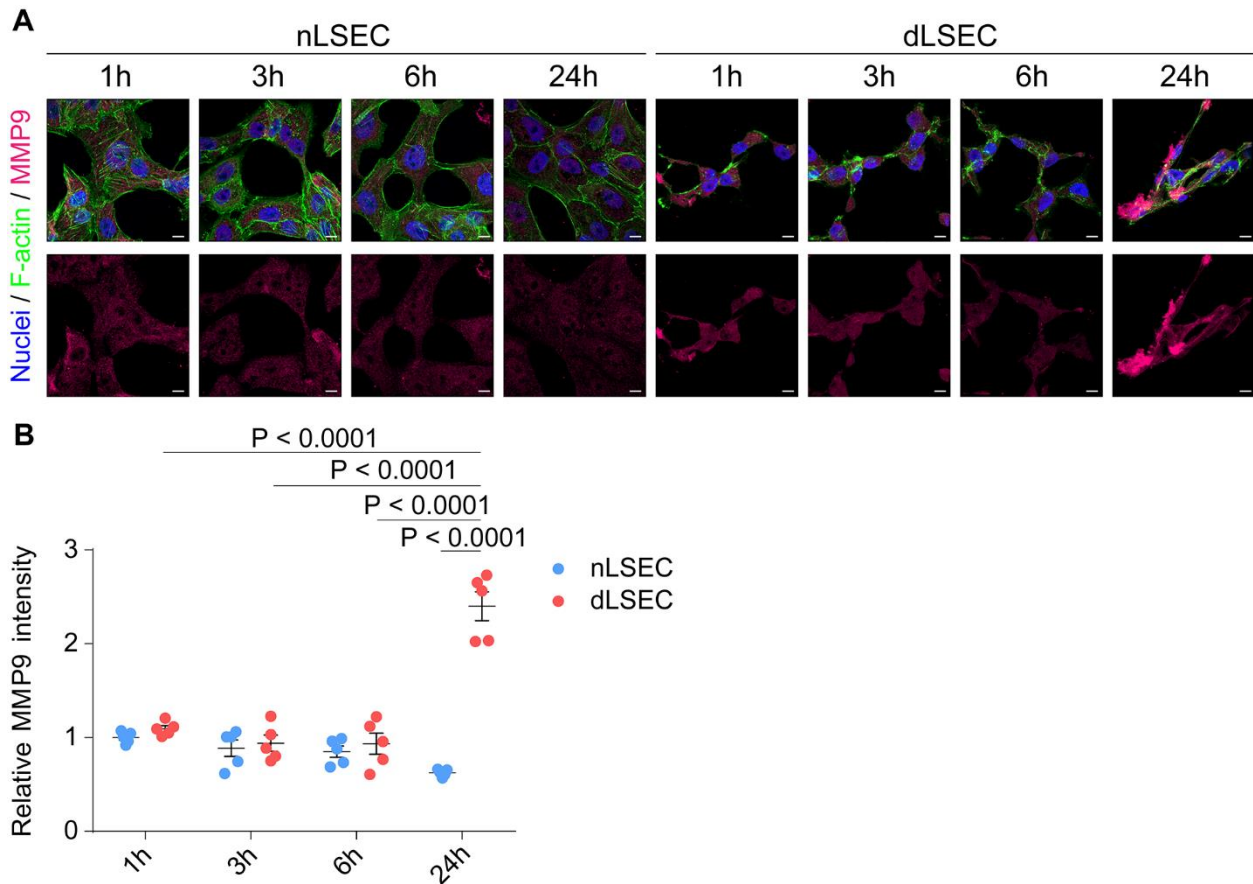 A
nLSEC dLSEC
1h 3h 6h 24h 1h 3h 6h 24h
Nuclei / F-actin / MMP9
B
P < 0.0001
P < 0.0001
P < 0.0001
P < 0.0001
Relative MMP9 intensity
3
2
1
0
1h 3h 6h 24h
nLSEC
dLSEC